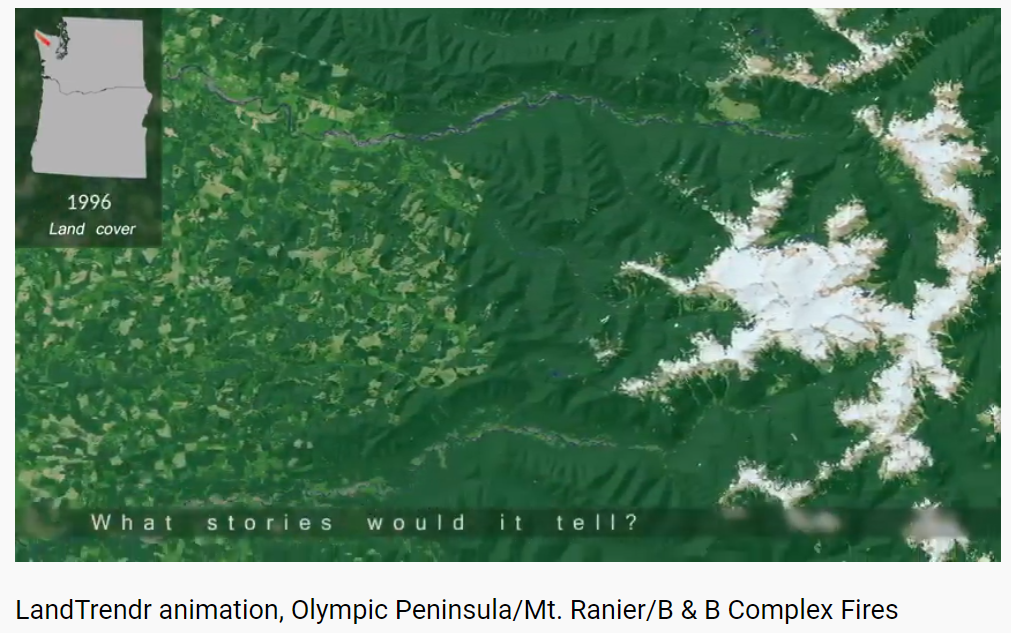 1996
Land cover
What stories would it tell?
LandTrendr animation, Olympic Peninsula/Mt. Ranier/B & B Complex Fires